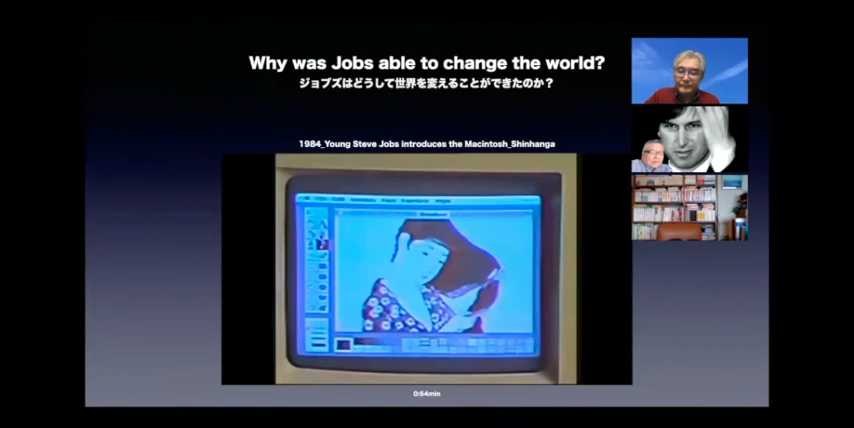 Why was Jobs able to change the world?
ジョブズはどうして世界を変えることができたのか？
1984_Young Steve Jobs introduces the Macintosh_Shinhanga
0:54min